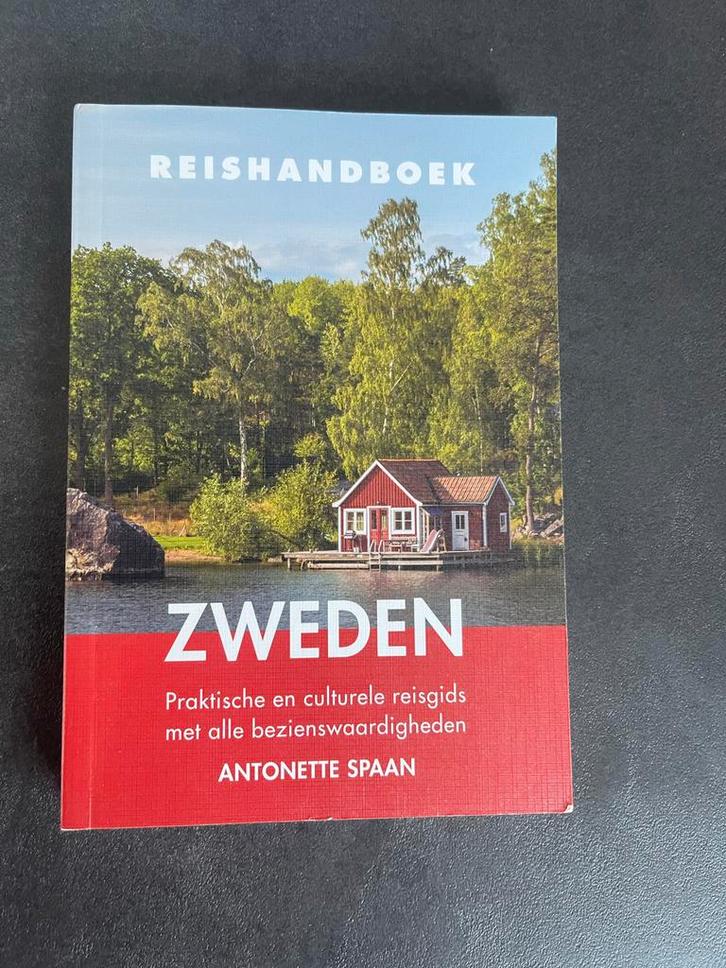 REISHANDBOEK
ZWEDEN
Praktische en culturele reisgids
met alle bezienswaardigheden
ANTONETTE SPAAN